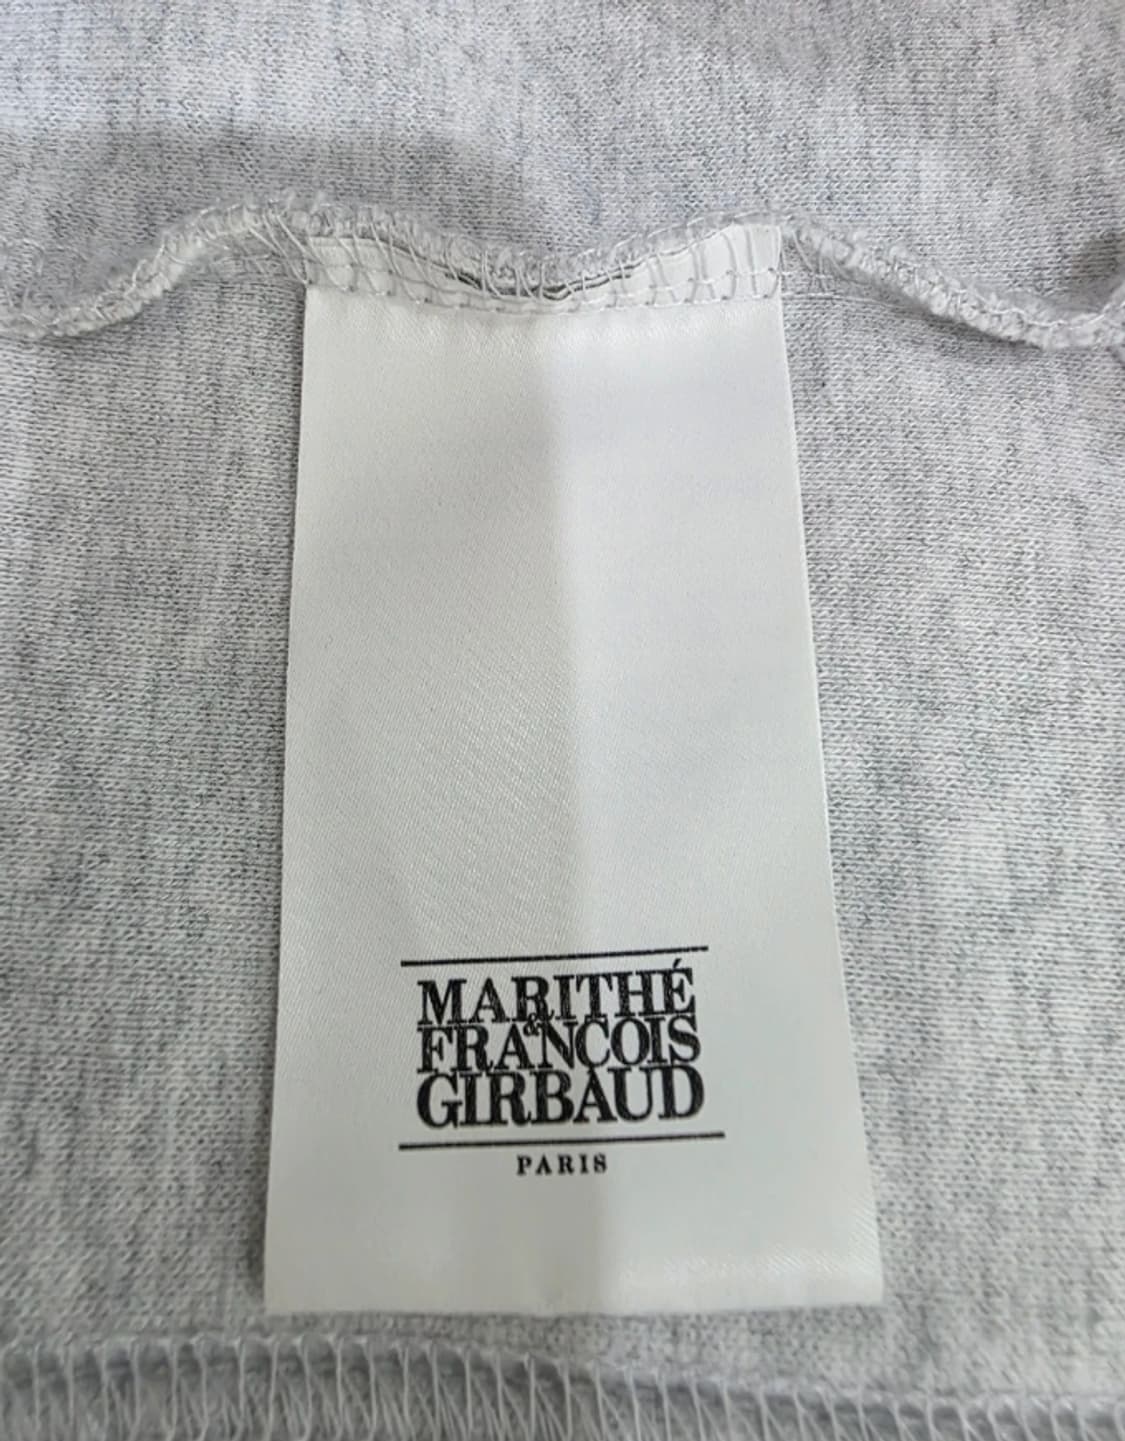 MARITHÉ
&
FRANCOIS
GIRBAUD
PARIS